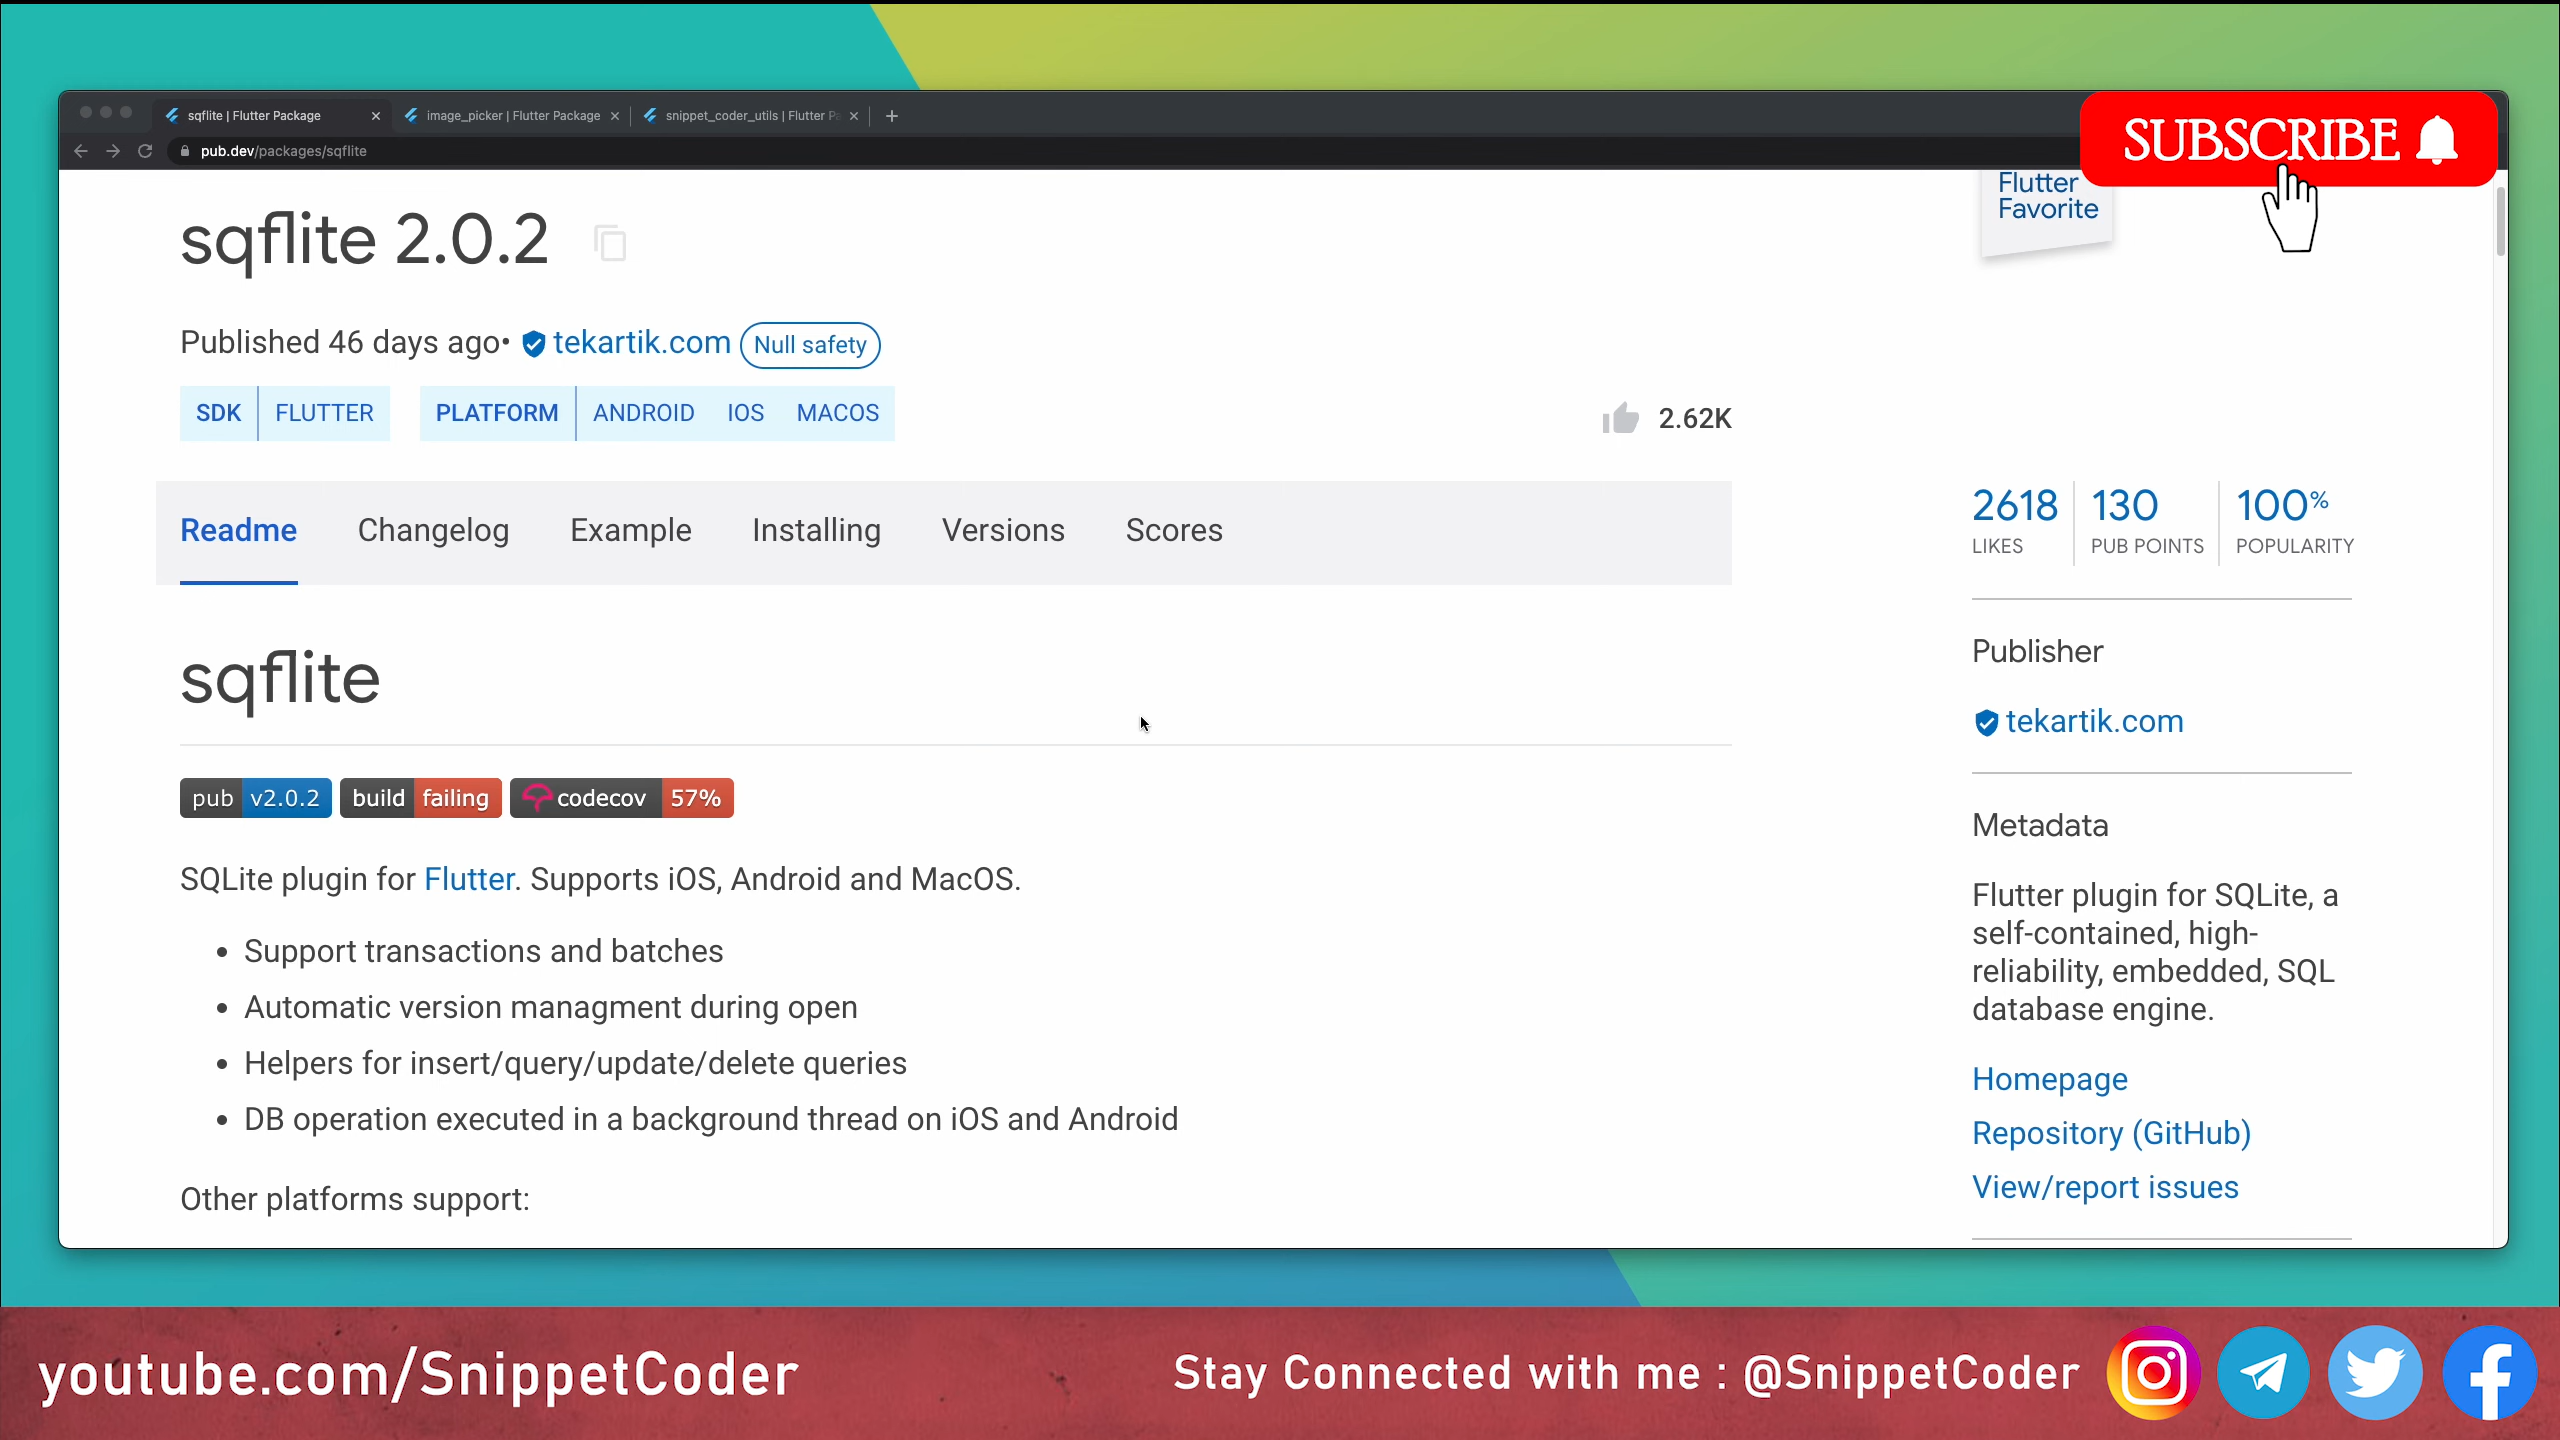 sqflite | Flutter Package
image_picker | Flutter Package
snippet_coder_utils | Flutter Pa
pub.dev/packages/sqflite
SUBSCRIBE
Flutter
Favorite
sqflite 2.0.2
Published 46 days ago• tekartik.com Null safety
SDK FLUTTER PLATFORM ANDROID IOS MACOS
2.62K
Readme Changelog Example Installing Versions Scores
2618 130 100%
LIKES PUB POINTS POPULARITY
sqflite
pub v2.0.2 build failing codecov 57%
SQLite plugin for Flutter. Supports iOS, Android and MacOS.
• Support transactions and batches
• Automatic version managment during open
• Helpers for insert/query/update/delete queries
• DB operation executed in a background thread on iOS and Android
Other platforms support:
Publisher
tekartik.com
Metadata
Flutter plugin for SQLite, a
self-contained, high-
reliability, embedded, SQL
database engine.
Homepage
Repository (GitHub)
View/report issues
youtube.com/SnippetCoder
Stay Connected with me : @SnippetCoder